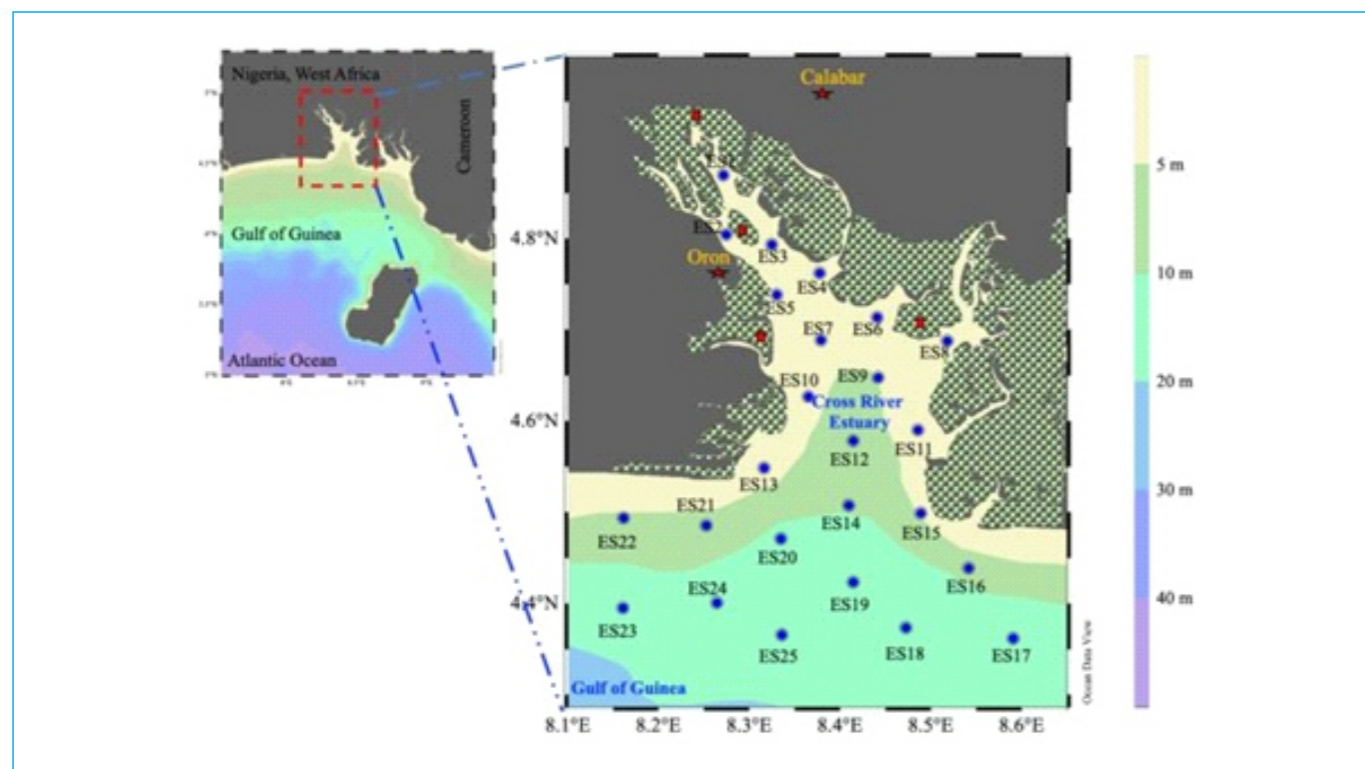 Nigeria, West Africa
Cameroon
Gulf of Guinea
Atlantic Ocean
Calabar
ES1
ES2
4.8°N
ES3
Oron
ES4
ES5
ES7
ES6
ES8
ES10
ES9
Cross River
Estuary
4.6°N
ES11
ES12
ES13
ES21
ES14
ES15
ES22
ES20
ES16
ES24
4.4°N
ES19
ES23
ES25
ES18
ES17
Gulf of Guinea
8.1°E
8.2°E
8.3°E
8.4°E
8.5°E
8.6°E
Ocean Data View
5 m
10 m
20 m
30 m
40 m